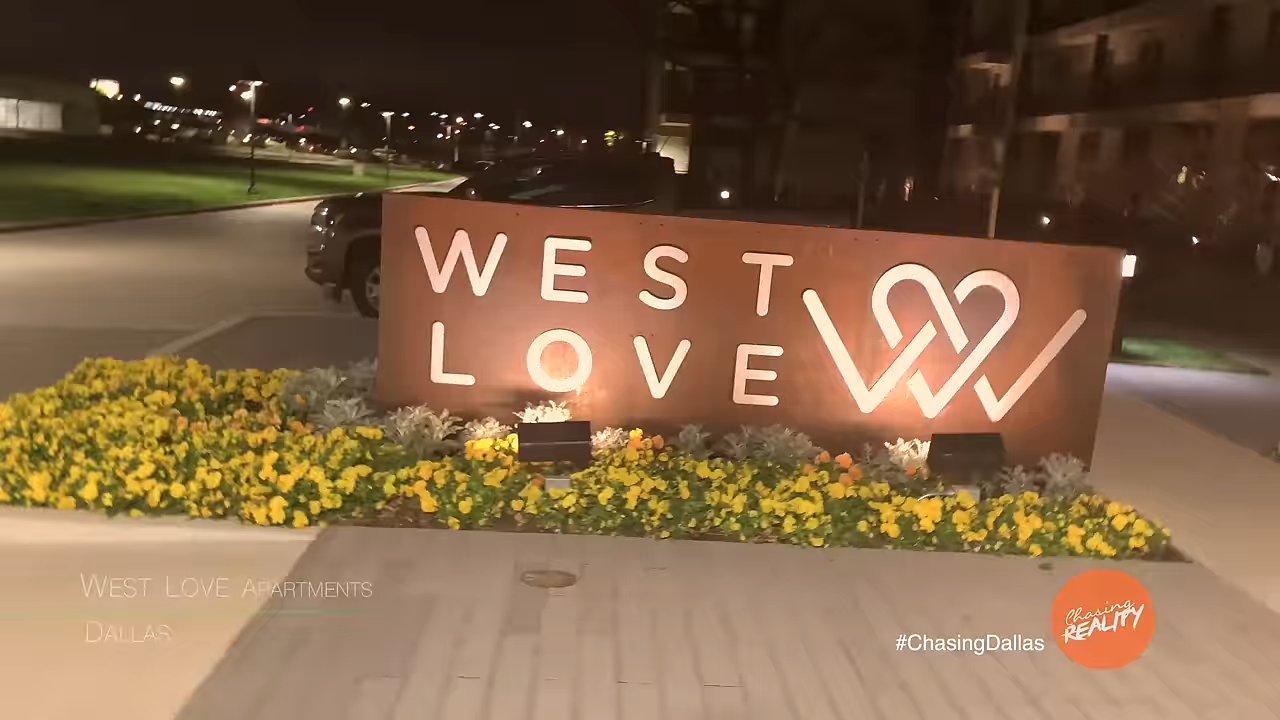 WEST
LOVE
WEST LOVE APARTMENTS
DALLAS
#ChasingDallas
Chasing
REALITY